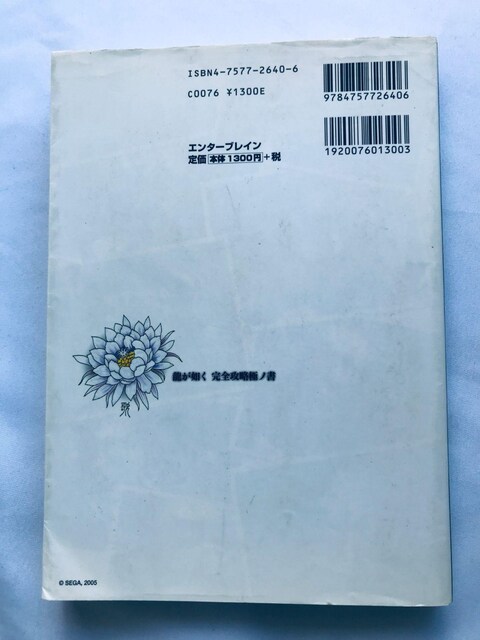 ISBN4-7577-2640-6
C0076 ¥1300E
9784757726406
1920076013003
エンターブレイン
定価 本体1300円+税
龍が如く 完全攻略極ノ書
© SEGA, 2005